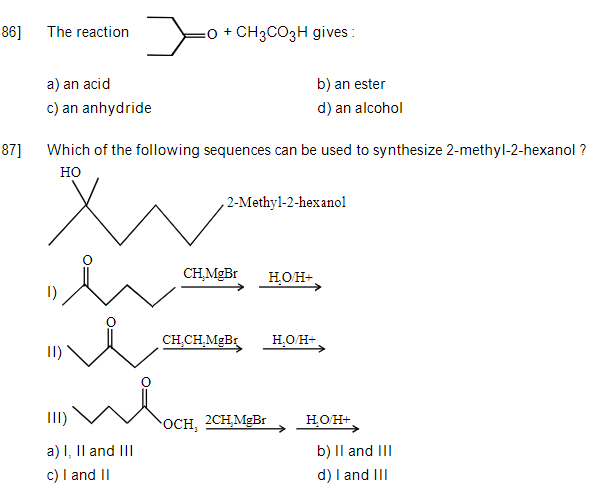 86] The reaction =O + CH3CO3H gives :
a) an acid b) an ester
c) an anhydride d) an alcohol
87] Which of the following sequences can be used to synthesize 2-methyl-2-hexanol ?
HO
2-Methyl-2-hexanol
O
I) CH3MgBr H2O/H+
O
II) CH3CH2MgBr H2O/H+
O
III) OCH3 2CH3MgBr H2O/H+
a) I, II and III b) II and III
c) I and II d) I and III